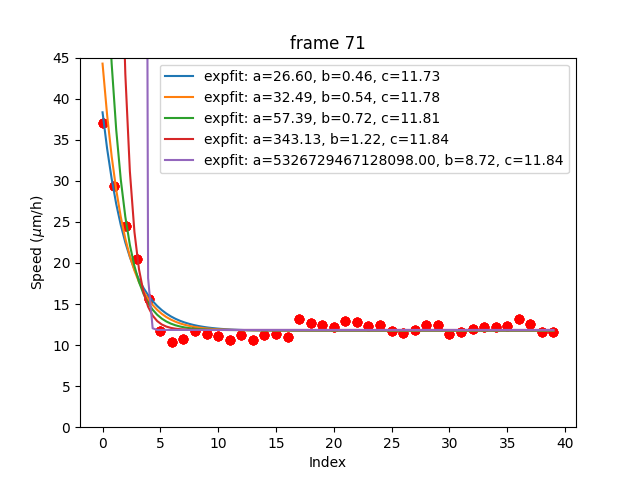 frame 71
expfit: a=26.60, b=0.46, c=11.73
expfit: a=32.49, b=0.54, c=11.78
expfit: a=57.39, b=0.72, c=11.81
expfit: a=343.13, b=1.22, c=11.84
expfit: a=5326729467128098.00, b=8.72, c=11.84
Speed (μm/h)
45
40
35
30
25
20
15
10
5
0
0 5 10 15 20 25 30 35 40
Index